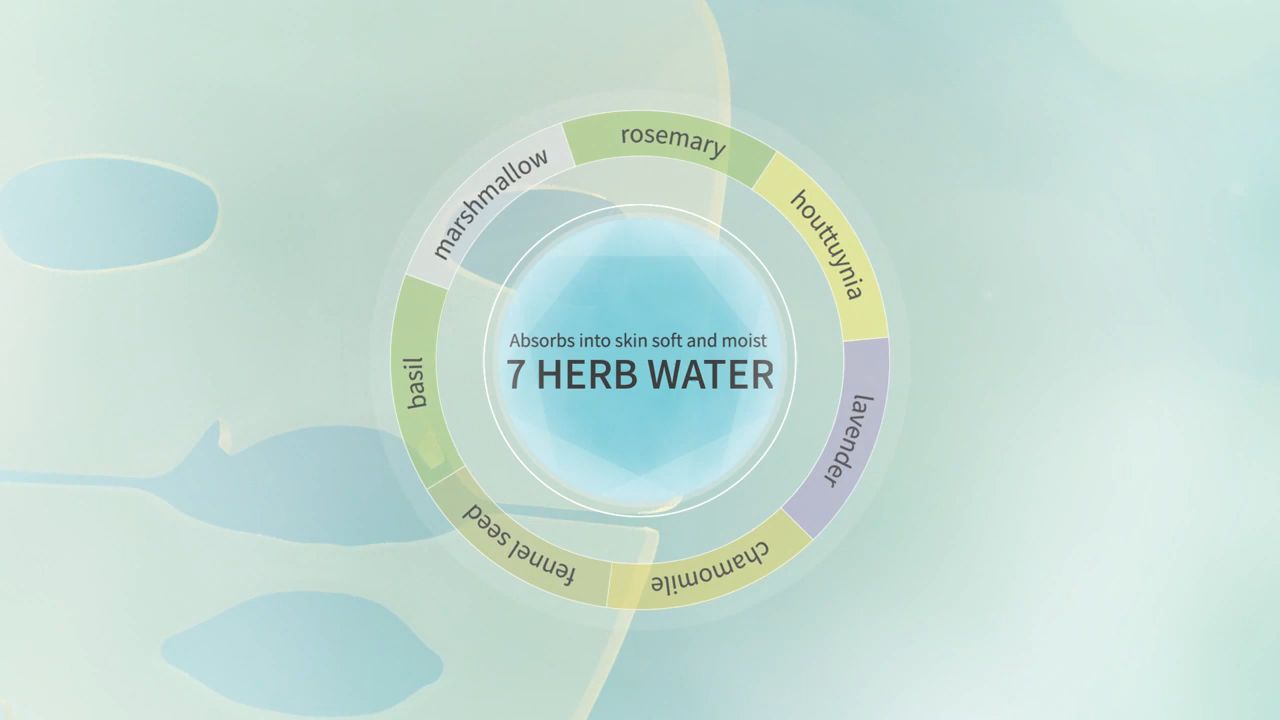 rosemary
houttuynia
lavender
chamomile
fennel seed
basil
marshmallow
Absorbs into skin soft and moist
7 HERB WATER